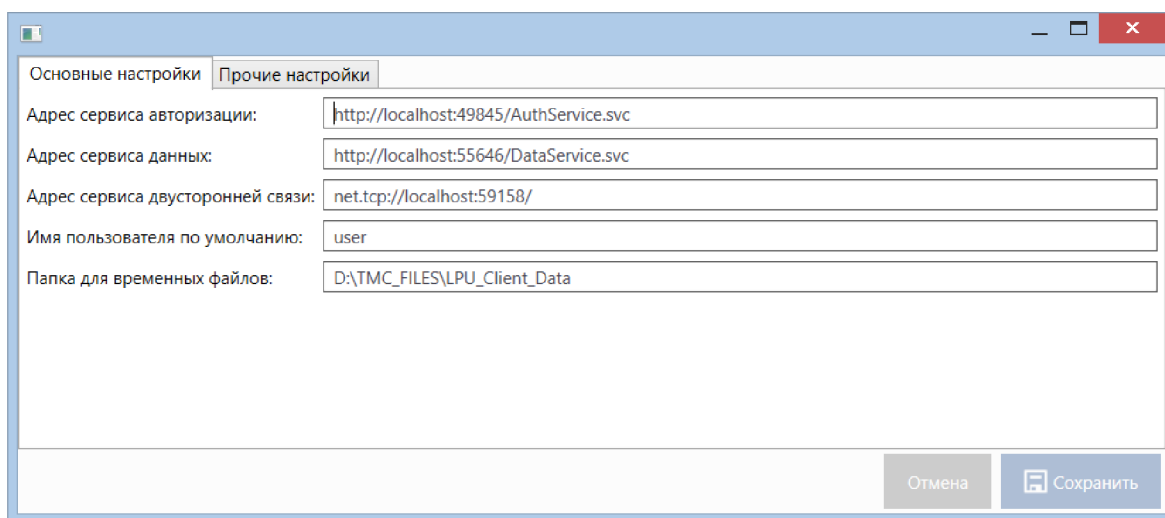 Основные настройки Прочие настройки
Адрес сервиса авторизации: http://localhost:49845/AuthService.svc
Адрес сервиса данных: http://localhost:55646/DataService.svc
Адрес сервиса двусторонней связи: net.tcp://localhost:59158/
Имя пользователя по умолчанию: user
Папка для временных файлов: D:\TMC_FILES\LPU_Client_Data
Отмена Сохранить